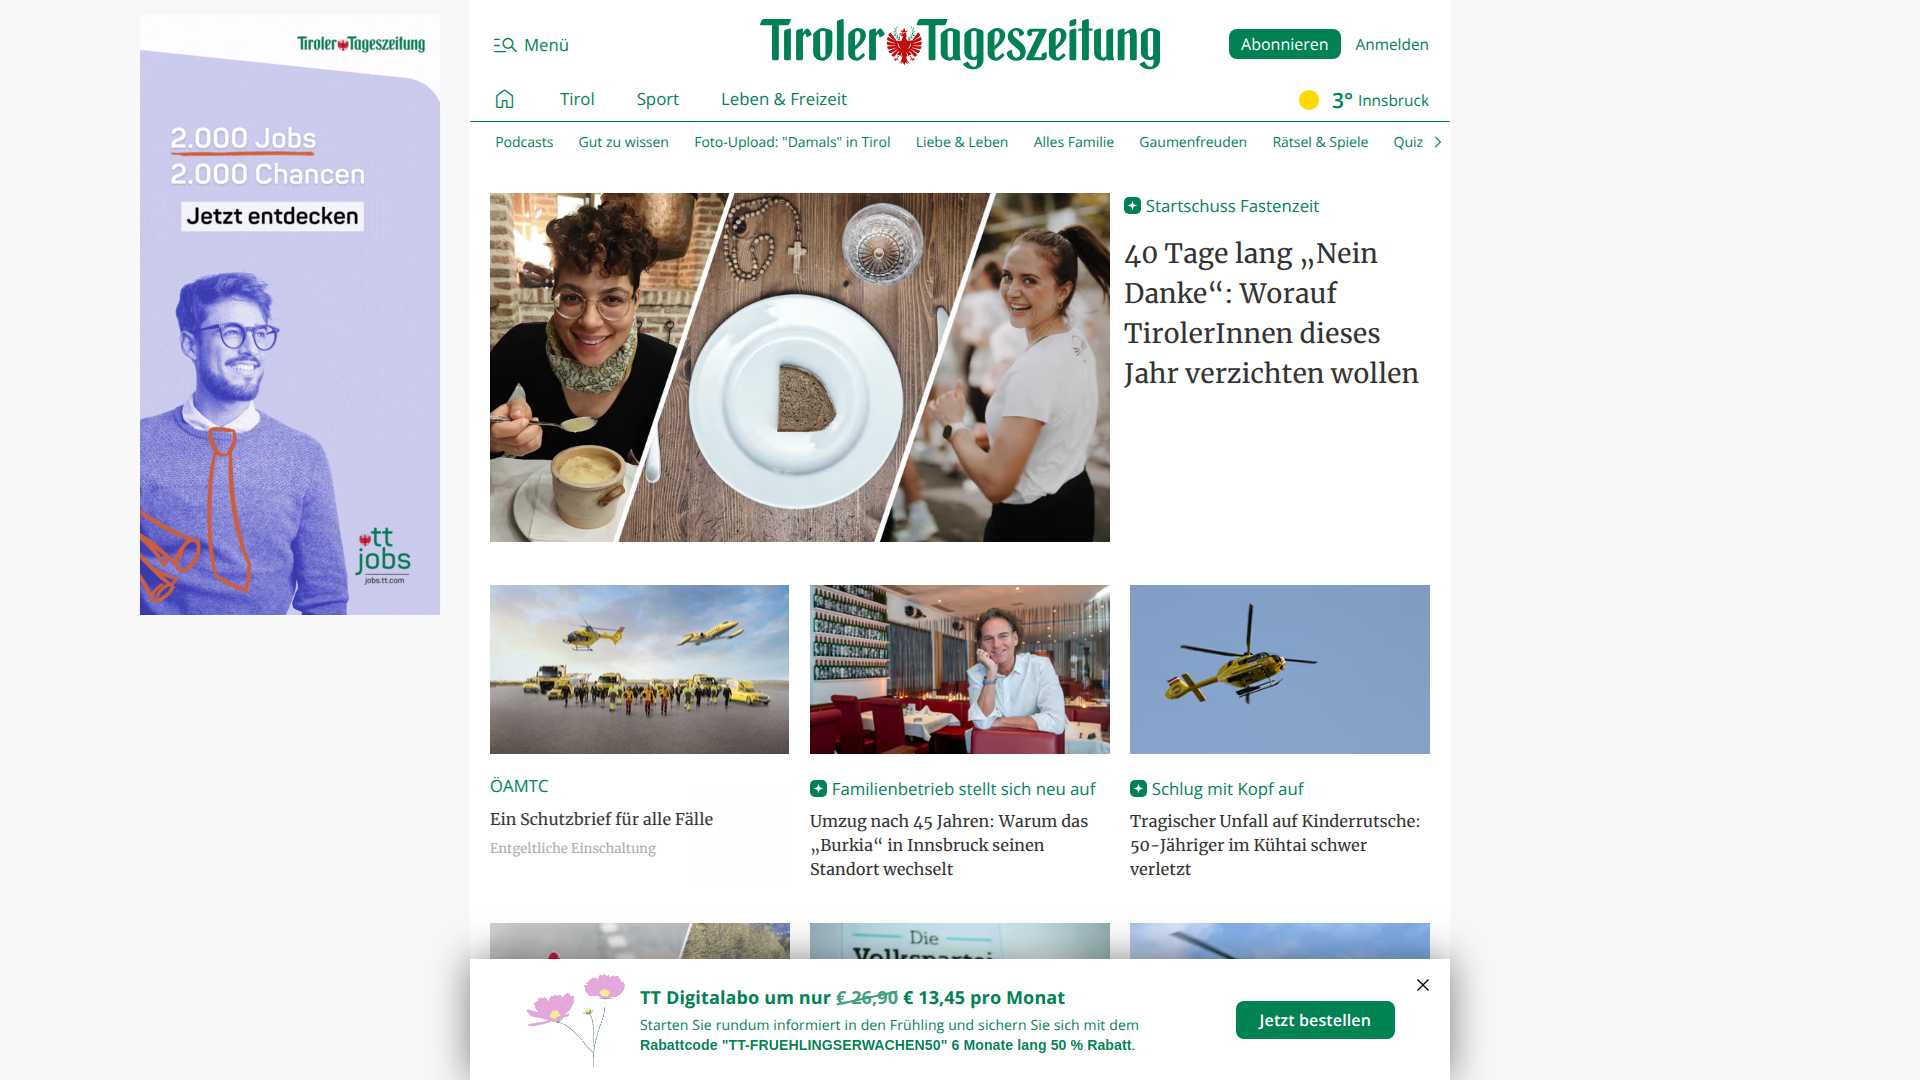 Tiroler Tageszeitung
2.000 Jobs
2.000 Chancen
Jetzt entdecken
tt
jobs
jobs.tt.com
Menü
Tiroler Tageszeitung
Abonnieren
Anmelden
Tirol
Sport
Leben & Freizeit
3° Innsbruck
Podcasts
Gut zu wissen
Foto-Upload: "Damals" in Tirol
Liebe & Leben
Alles Familie
Gaumenfreuden
Rätsel & Spiele
Quiz
Startschuss Fastenzeit
40 Tage lang „Nein
Danke“: Worauf
TirolerInnen dieses
Jahr verzichten wollen
ÖAMTC
Ein Schutzbrief für alle Fälle
Entgeltliche Einschaltung
Familienbetrieb stellt sich neu auf
Umzug nach 45 Jahren: Warum das
„Burkia“ in Innsbruck seinen
Standort wechselt
Schlug mit Kopf auf
Tragischer Unfall auf Kinderrutsche:
50-Jähriger im Kühtai schwer
verletzt
Die
Volkspartei
TT Digitalabo um nur € 26,90 € 13,45 pro Monat
Starten Sie rundum informiert in den Frühling und sichern Sie sich mit dem
Rabattcode "TT-FRUEHLINGSERWACHEN50" 6 Monate lang 50 % Rabatt.
Jetzt bestellen